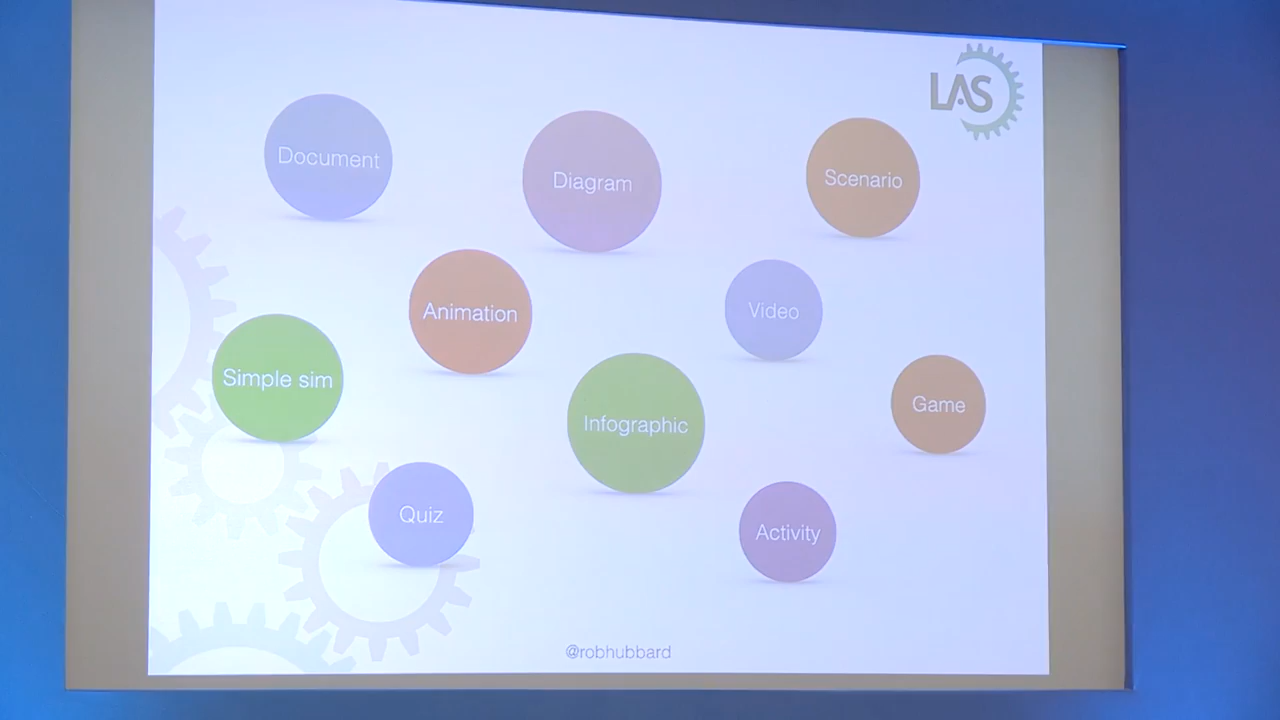 LAS
Document
Diagram
Scenario
Animation
Video
Simple sim
Infographic
Game
Quiz
Activity
@robhubbard